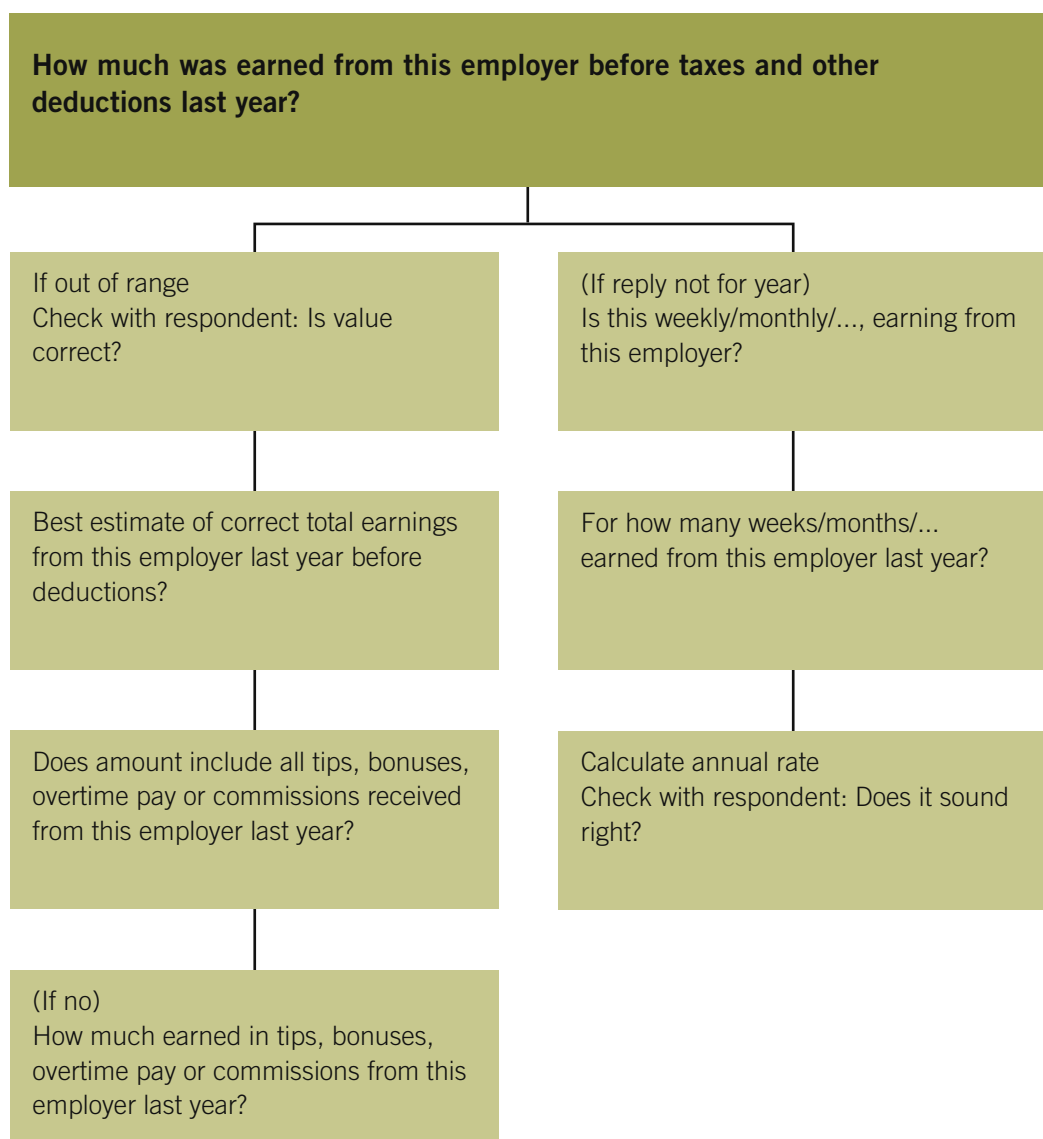 How much was earned from this employer before taxes and other
deductions last year?
If out of range
Check with respondent: Is value
correct?
Best estimate of correct total earnings
from this employer last year before
deductions?
Does amount include all tips, bonuses,
overtime pay or commissions received
from this employer last year?
(If no)
How much earned in tips, bonuses,
overtime pay or commissions from this
employer last year?
(If reply not for year)
Is this weekly/monthly/..., earning from
this employer?
For how many weeks/months/...
earned from this employer last year?
Calculate annual rate
Check with respondent: Does it sound
right?